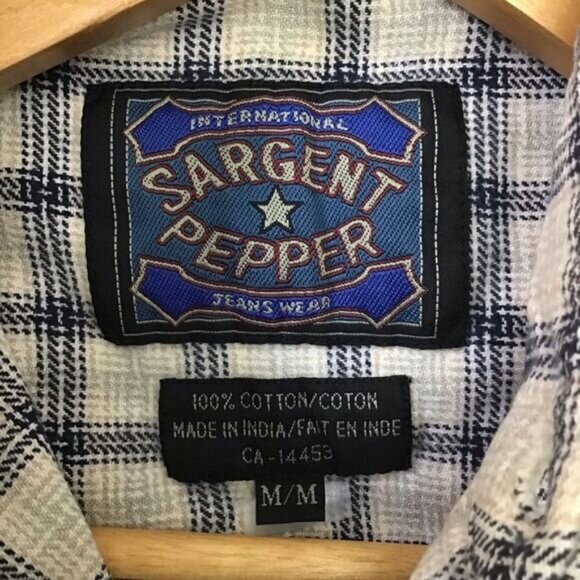 INTERNATIONAL
SARGENT
PEPPER
JEANS WEAR
100% COTTON/COTON
MADE IN INDIA/FAIT EN INDE
CA-14453
M/M